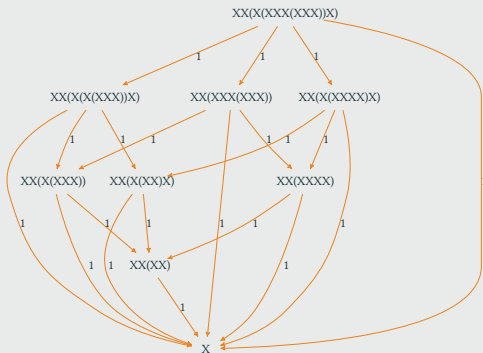 XX(X(XXX(XXX))X)
1 1 1
XX(X(X(XXX))X) XX(XXX(XXX)) XX(X(XXXX)X)
1 1 1 1 1 1
XX(X(XXX)) XX(X(XX)X) XX(XXXX)
1 1 1 1 1 1
XX(XX)
1 1 1
1
X